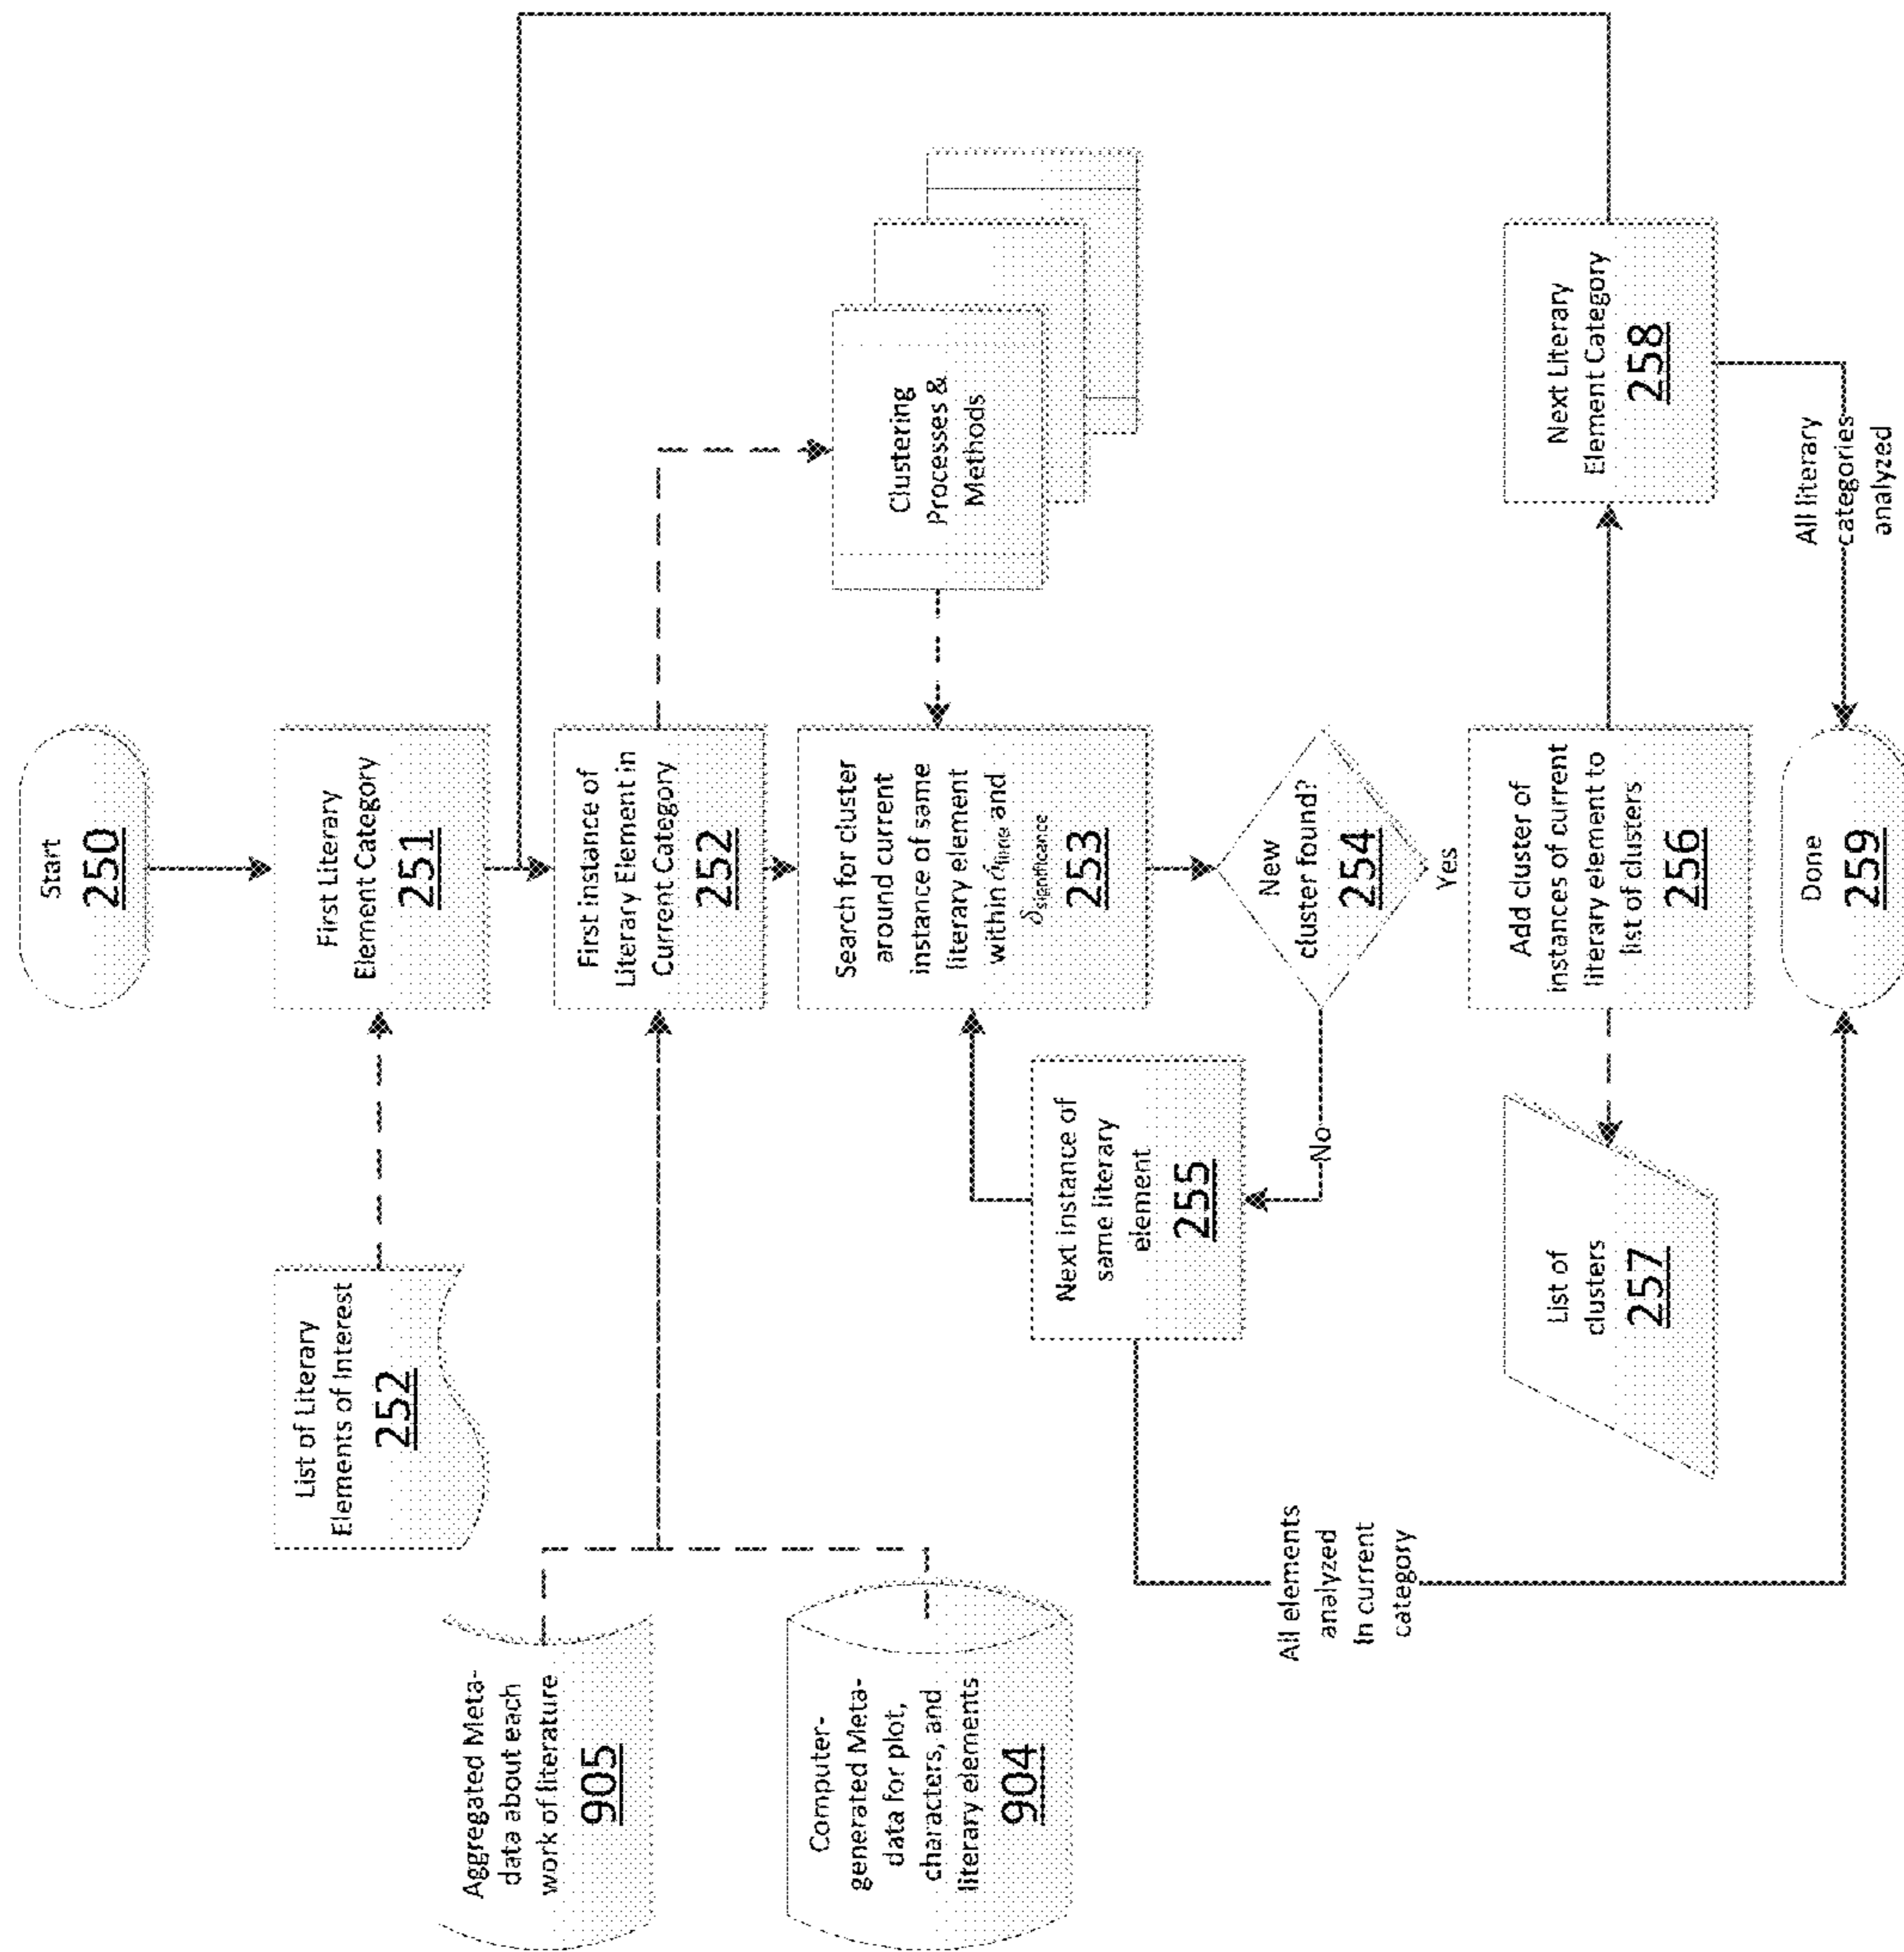 Start
250
List of Literary
Elements of Interest
252
First Literary
Element Category
251
Aggregated Meta-
data about each
work of literature
905
First instance of
Literary Element in
Current Category
252
Computer-
generated Meta-
data for plot,
characters, and
literary elements
904
Search for cluster
around current
instance of same
literary element
within and
δsignificance
253
Clustering
Processes &
Methods
Next instance of
same literary
element
255
New
cluster found?
254
No
Yes
All elements
analyzed
in current
category
List of
clusters
257
Add cluster of
instances of current
literary element to
list of clusters
256
Next Literary
Element Category
258
All literary
categories
analyzed
Done
259